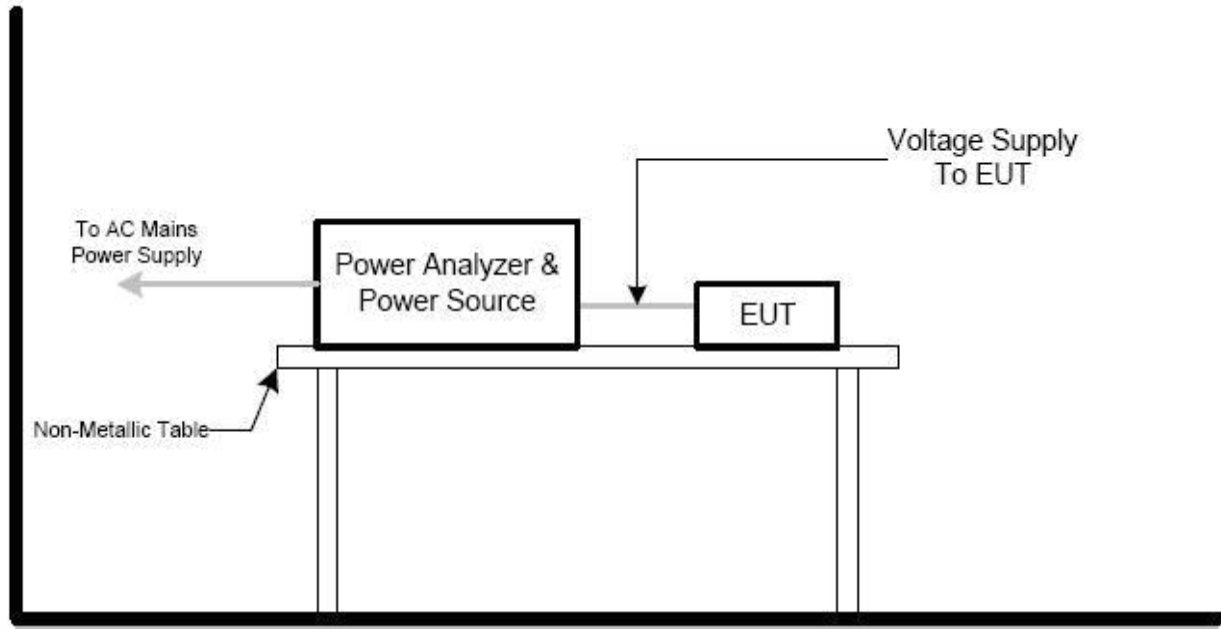 Voltage Supply
To EUT
To AC Mains
Power Supply
Power Analyzer &
Power Source
EUT
Non-Metallic Table